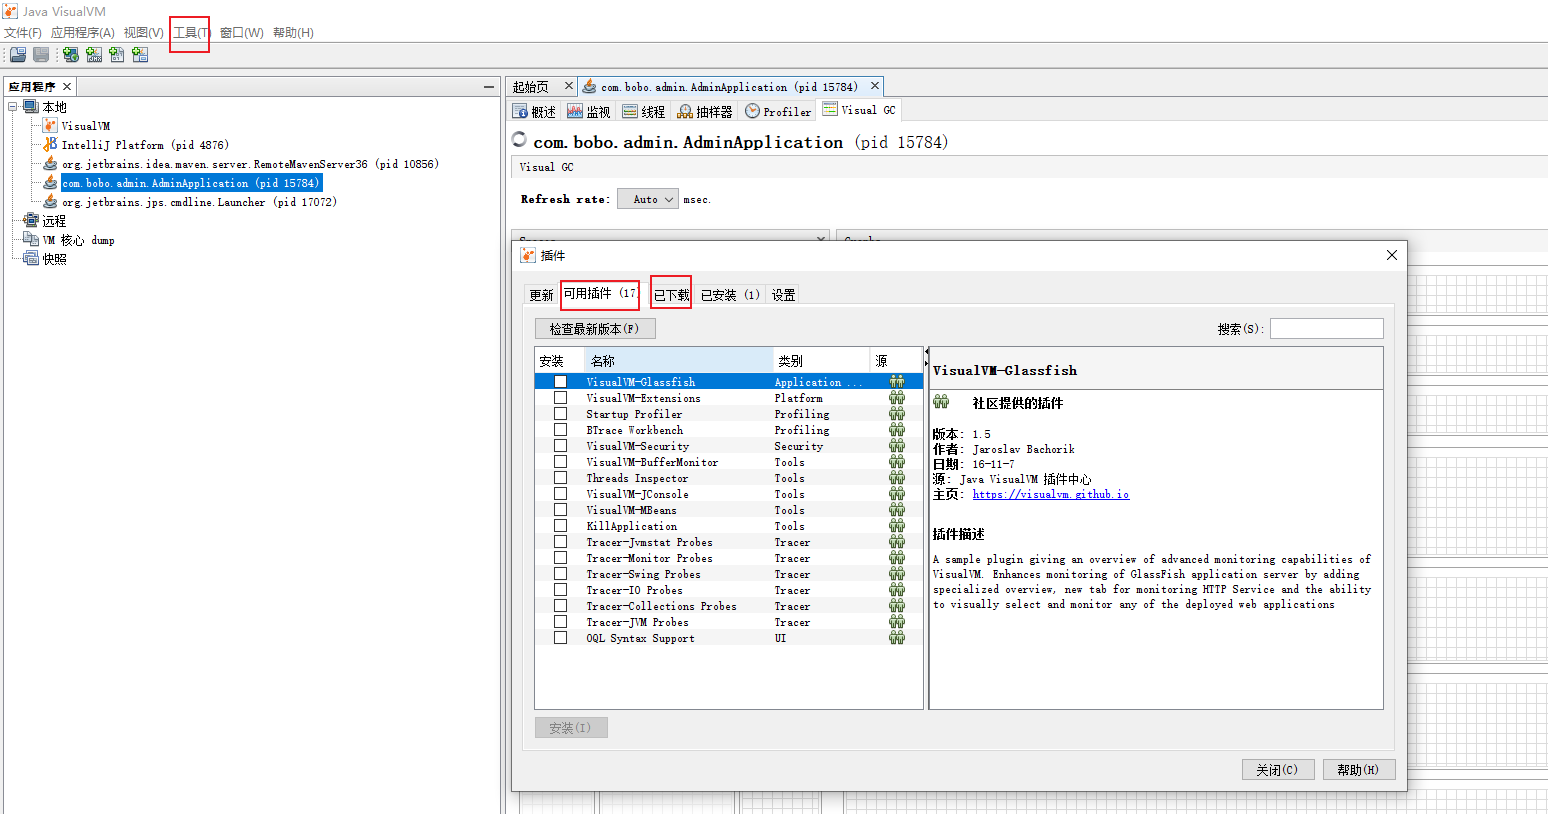 Java VisualVM
文件(F) 应用程序(A) 视图(V) 工具(T) 窗口(W) 帮助(H)
应用程序
本地
VisualVM
IntelliJ Platform (pid 4876)
org.jetbrains.idea.maven.server.RemoteMavenServer36 (pid 10856)
com.bobo.admin.AdminApplication (pid 15784)
org.jetbrains.jps.cmdline.Launcher (pid 17072)
远程
VM 核心 dump
快照
起始页 com.bobo.admin.AdminApplication (pid 15784)
概述 监视 线程 抽样器 Profiler Visual GC
com.bobo.admin.AdminApplication (pid 15784)
Visual GC
Refresh rate: Auto msec.
插件
更新 可用插件 (17 已下载 已安装 (1) 设置
检查最新版本(F) 搜索(S):
安装 名称 类别 源
VisualVM-Glassfish Application ...
VisualVM-Extensions Platform
Startup Profiler Profiling
BTrace Workbench Profiling
VisualVM-Security Security
VisualVM-BufferMonitor Tools
Threads Inspector Tools
VisualVM-JConsole Tools
VisualVM-MBeans Tools
KillApplication Tools
Tracer-Jvmstat Probes Tracer
Tracer-Monitor Probes Tracer
Tracer-Swing Probes Tracer
Tracer-IO Probes Tracer
Tracer-Collections Probes Tracer
Tracer-JVM Probes Tracer
OQL Syntax Support UI
VisualVM-Glassfish
社区提供的插件
版本: 1.5
作者: Jaroslav Bachorik
日期: 16-11-7
源: Java VisualVM 插件中心
主页: https://visualvm.github.io
插件描述
A sample plugin giving an overview of advanced monitoring capabilities of
VisualVM. Enhances monitoring of GlassFish application server by adding
specialized overview, new tab for monitoring HTTP Service and the ability
to visually select and monitor any of the deployed web applications
安装(I)
关闭(C) 帮助(H)